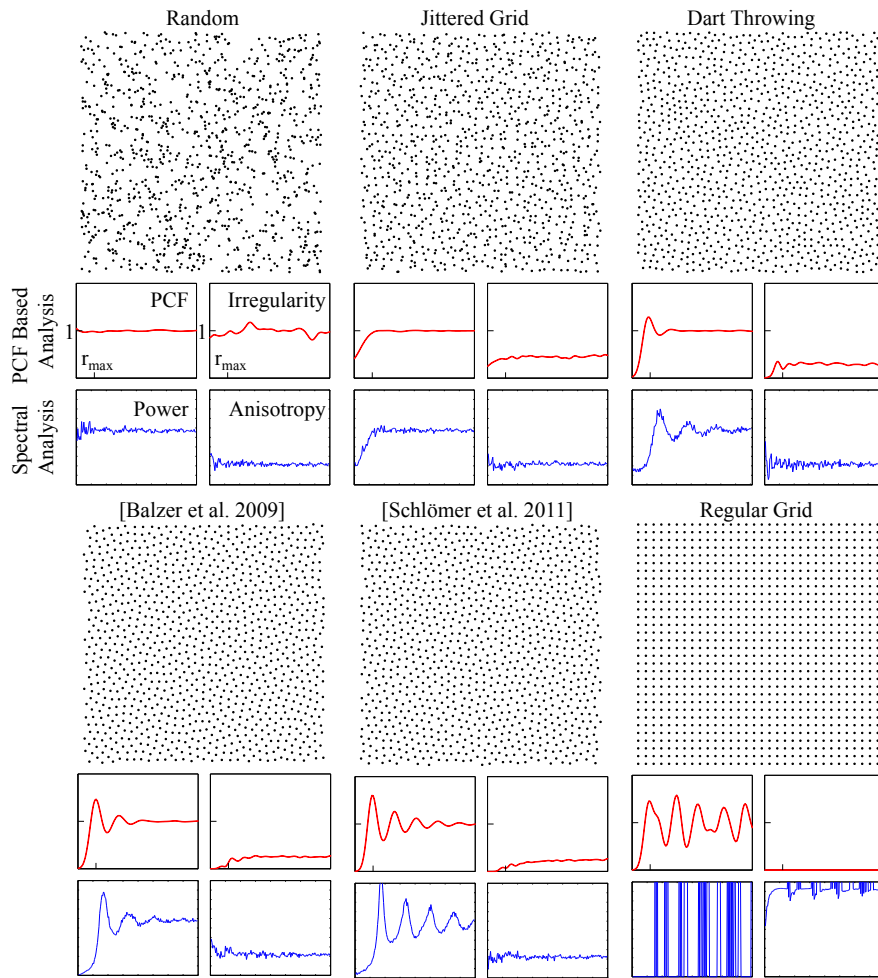 Random
Jittered Grid
Dart Throwing
PCF Based
Analysis
PCF
1
r_max
Irregularity
1
r_max
Spectral
Analysis
Power
Anisotropy
[Balzer et al. 2009]
[Schlömer et al. 2011]
Regular Grid